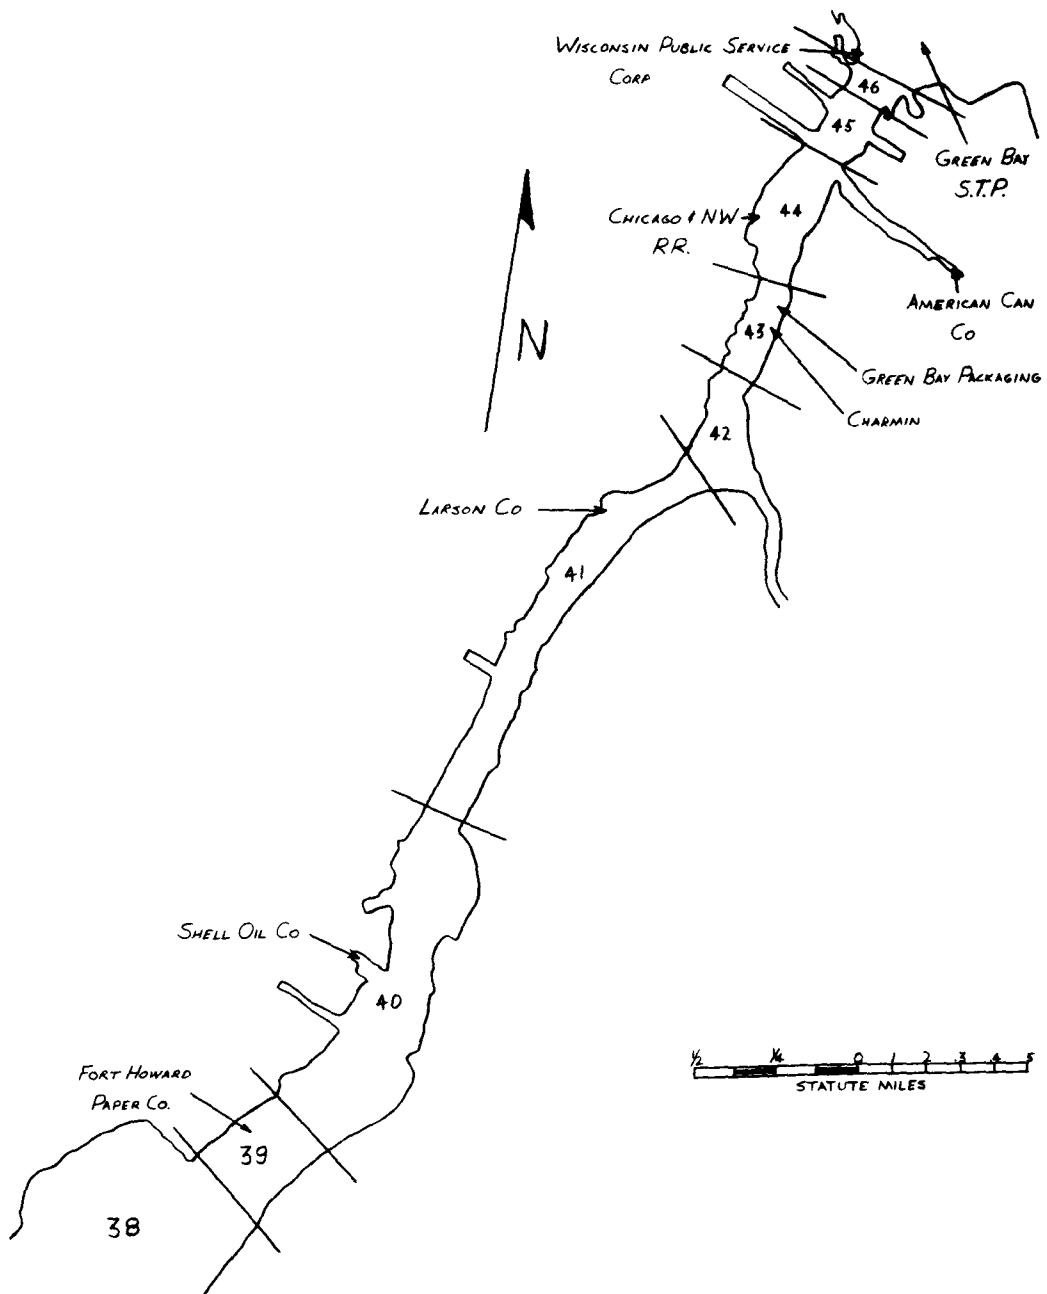 WISCONSIN PUBLIC SERVICE
CORP
46
45
GREEN BAY
S.T.P.
44
CHICAGO & NW
R.R.
AMERICAN CAN
CO
N
43
GREEN BAY PACKAGING
CHARMIN
42
LARSON CO
41
SHELL OIL CO
40
1/2 1/4 0 .1 .2 .3 .4 .5
STATUTE MILES
FORT HOWARD
PAPER CO.
39
38